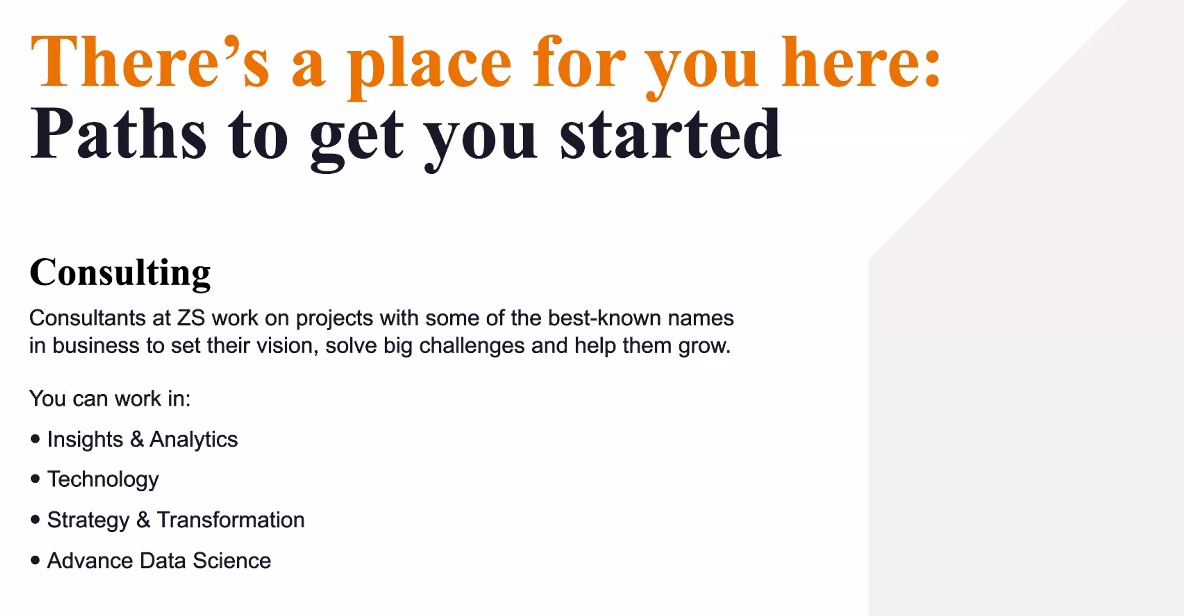 There’s a place for you here:
Paths to get you started
Consulting
Consultants at ZS work on projects with some of the best-known names
in business to set their vision, solve big challenges and help them grow.
You can work in:
• Insights & Analytics
• Technology
• Strategy & Transformation
• Advance Data Science